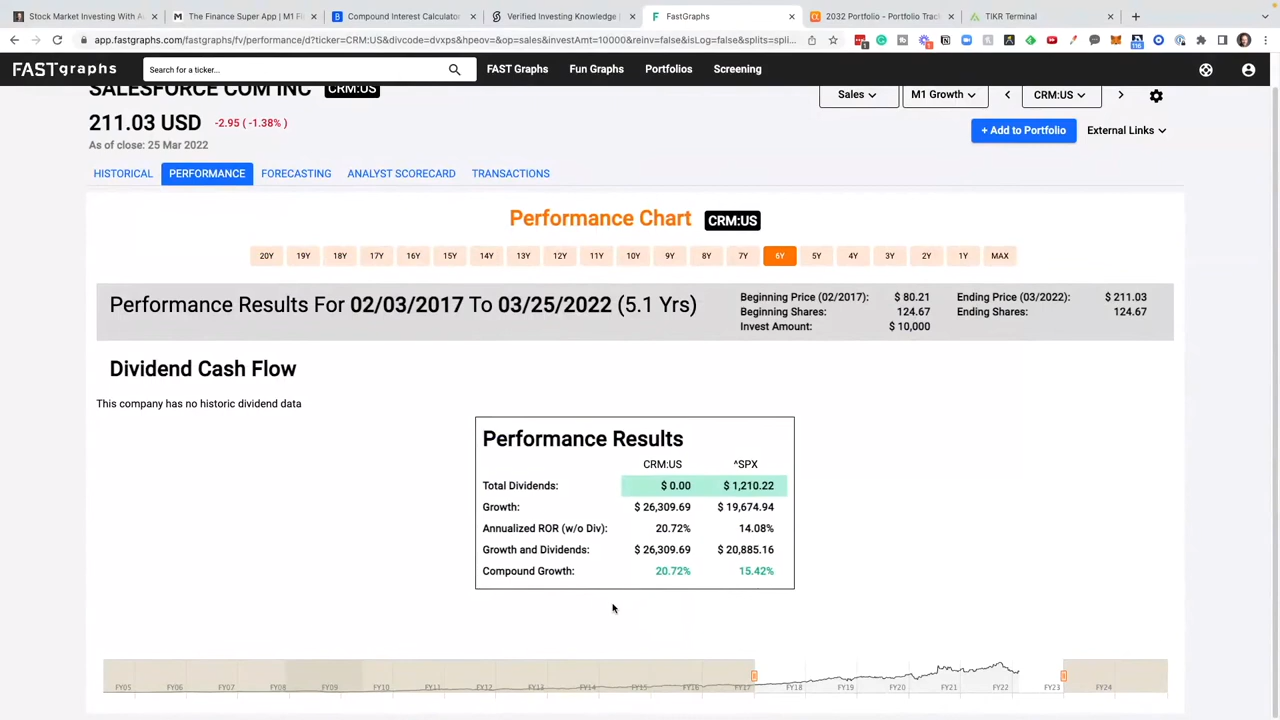 Stock Market Investing With A
The Finance Super App | M1 Fi
Compound Interest Calculator
Verified Investing Knowledge |
FastGraphs
2032 Portfolio - Portfolio Track
TIKR Terminal
app.fastgraphs.com/fastgraphs/fv/performance/d?ticker=CRM:US&divcode=dvxps&hpeov=&op=sales&investAmt=10000&reinv=false&isLog=false&splits=spli...
FASTgraphs
Search for a ticker...
FAST Graphs
Fun Graphs
Portfolios
Screening
SALESFORCE COM INC CRM:US
Sales
M1 Growth
CRM:US
211.03 USD -2.95 ( -1.38% )
+ Add to Portfolio
External Links
As of close: 25 Mar 2022
HISTORICAL PERFORMANCE FORECASTING ANALYST SCORECARD TRANSACTIONS
Performance Chart CRM:US
20Y 19Y 18Y 17Y 16Y 15Y 14Y 13Y 12Y 11Y 10Y 9Y 8Y 7Y 6Y 5Y 4Y 3Y 2Y 1Y MAX
Performance Results For 02/03/2017 To 03/25/2022 (5.1 Yrs)
Beginning Price (02/2017): $ 80.21 Ending Price (03/2022): $ 211.03
Beginning Shares: 124.67 Ending Shares: 124.67
Invest Amount: $ 10,000
Dividend Cash Flow
This company has no historic dividend data
Performance Results
CRM:US ^SPX
Total Dividends: $ 0.00 $ 1,210.22
Growth: $ 26,309.69 $ 19,674.94
Annualized ROR (w/o Div): 20.72% 14.08%
Growth and Dividends: $ 26,309.69 $ 20,885.16
Compound Growth: 20.72% 15.42%
FY05 FY06 FY07 FY08 FY09 FY10 FY11 FY12 FY13 FY14 FY15 FY16 FY17 FY18 FY19 FY20 FY21 FY22 FY23 FY24